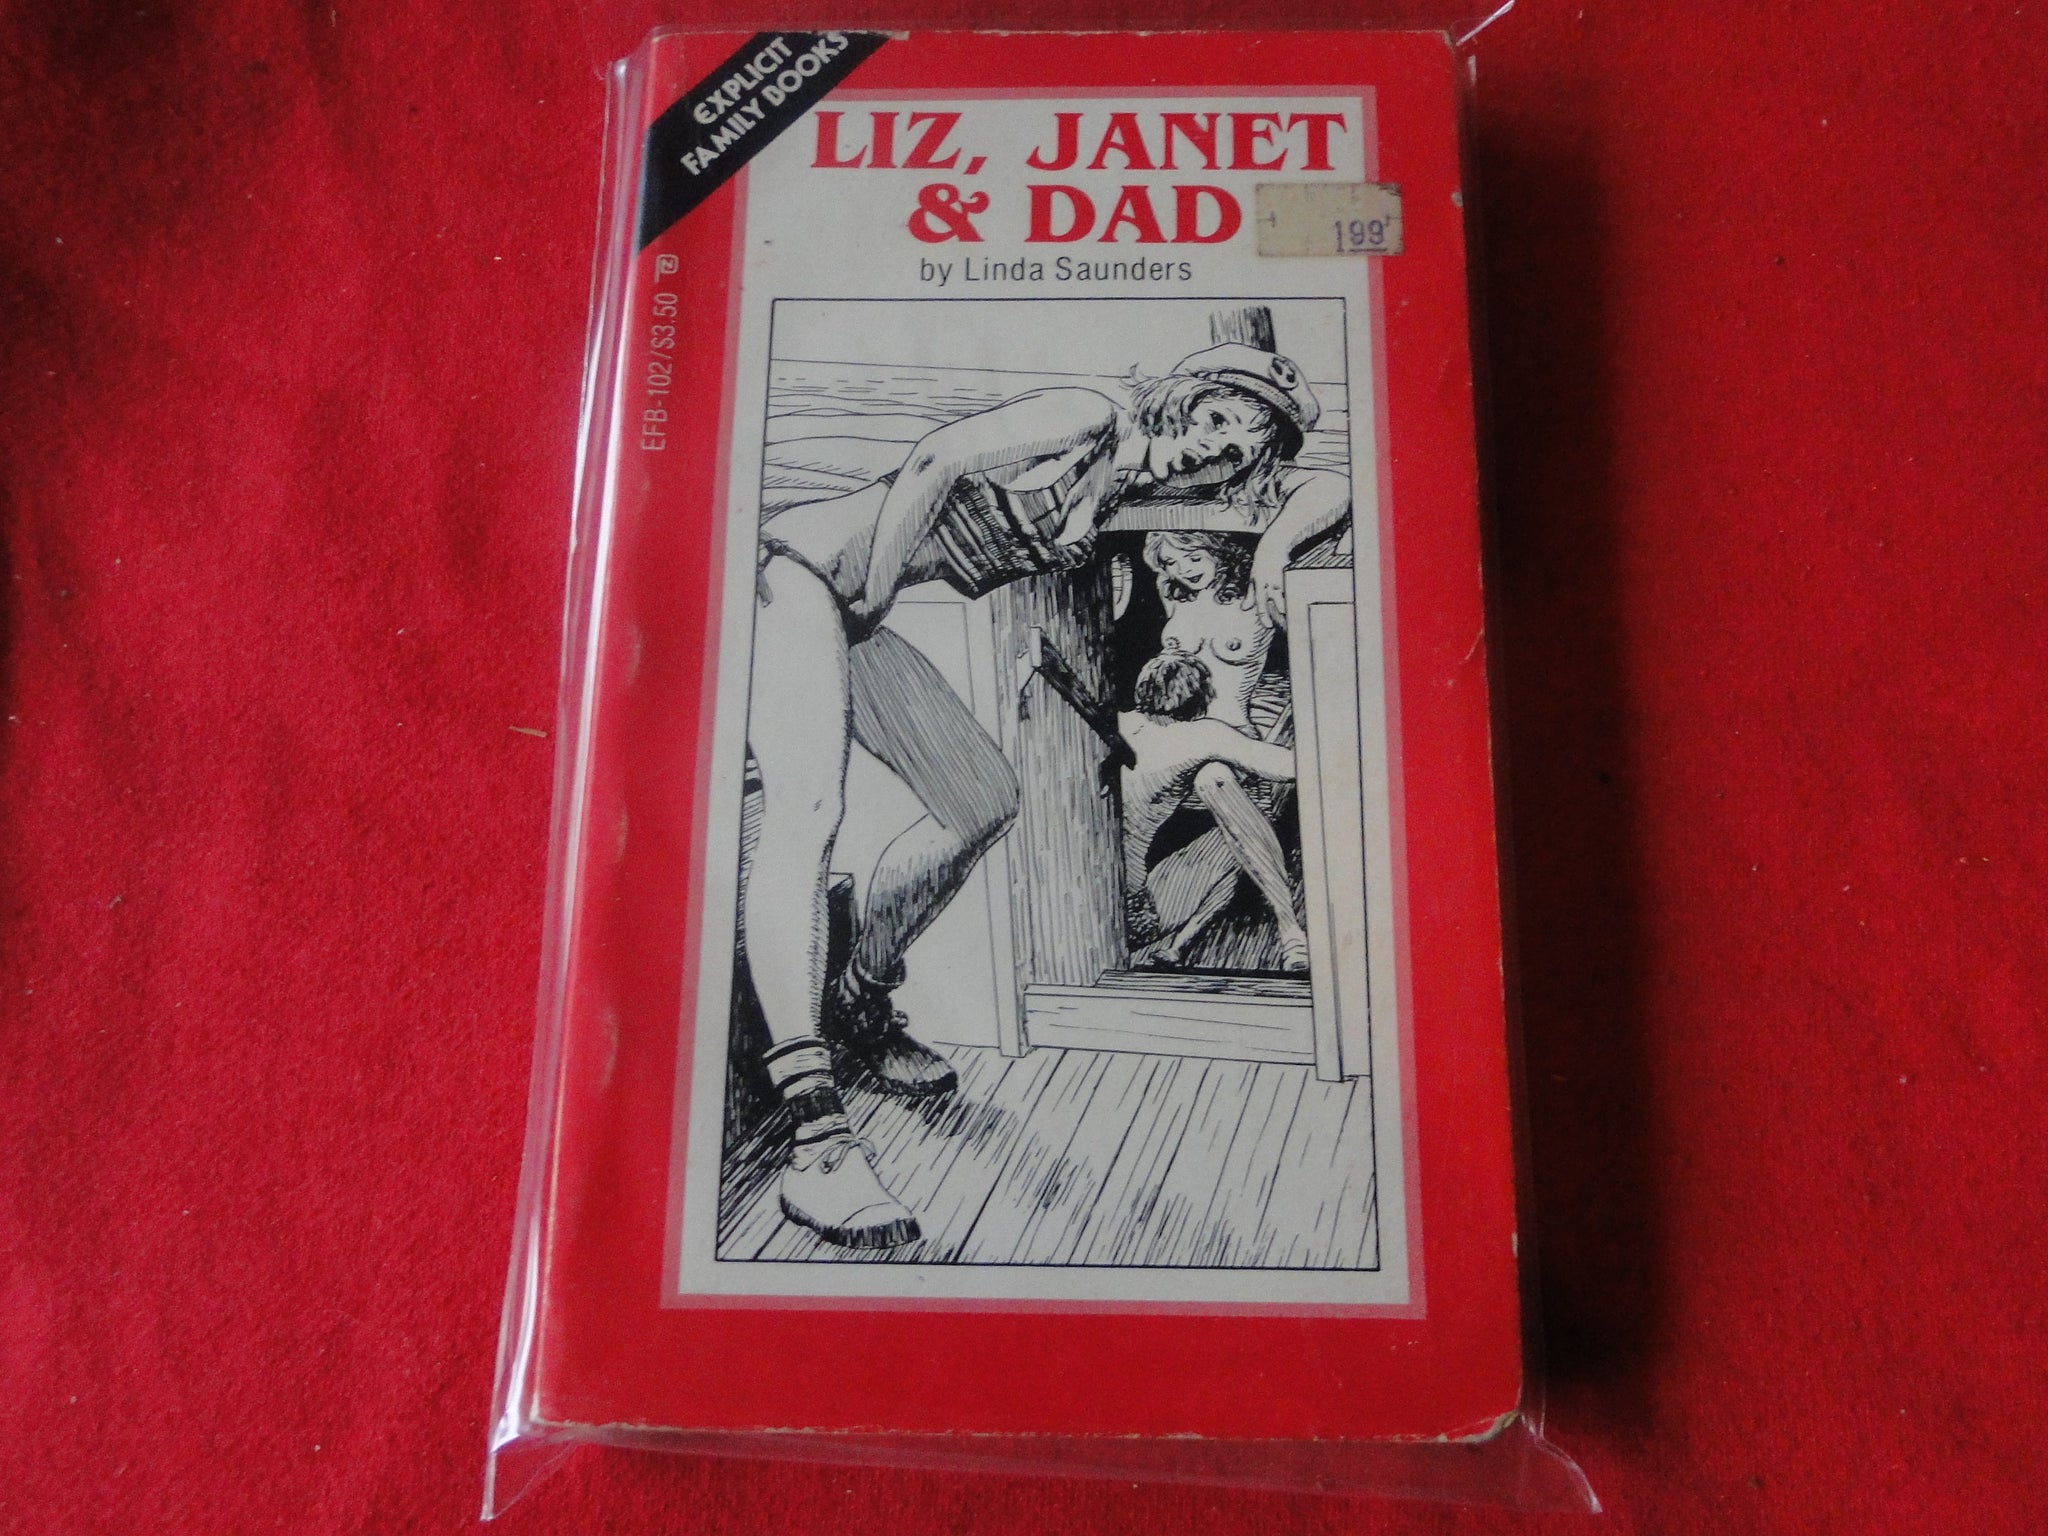 EXPLICIT
FAMILY BOOKS
LIZ, JANET
& DAD
by Linda Saunders
199
EFB-102/$3.50